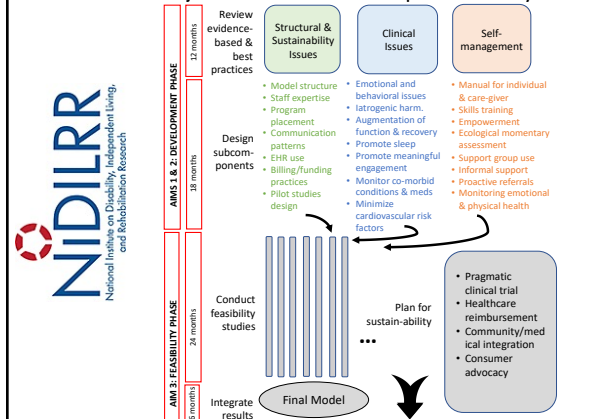 NIDILRR
National Institute on Disability, Independent Living,
and Rehabilitation Research
AIMS 1 & 2: DEVELOPMENT PHASE
12 months
18 months
Review
evidence-
based &
best
practices
Structural &
Sustainability
Issues
Clinical
Issues
Self-
management
Design
subcom-
ponents
• Model structure
• Staff expertise
• Program
placement
• Communication
patterns
• EHR use
• Billing/funding
practices
• Pilot studies
design
• Emotional and
behavioral issues
• Iatrogenic harm.
• Augmentation of
function & recovery
• Promote sleep
• Promote meaningful
engagement
• Monitor co-morbid
conditions & meds
• Minimize
cardiovascular risk
factors
• Manual for individual
& care-giver
• Skills training
• Empowerment
• Ecological momentary
assessment
• Support group use
• Informal support
• Proactive referrals
• Monitoring emotional
& physical health
AIM 3: FEASIBILITY PHASE
24 months
months
Conduct
feasibility
studies
Plan for
sustain-ability
...
• Pragmatic
clinical trial
• Healthcare
reimbursement
• Community/med
ical integration
• Consumer
advocacy
Integrate
results
Final Model